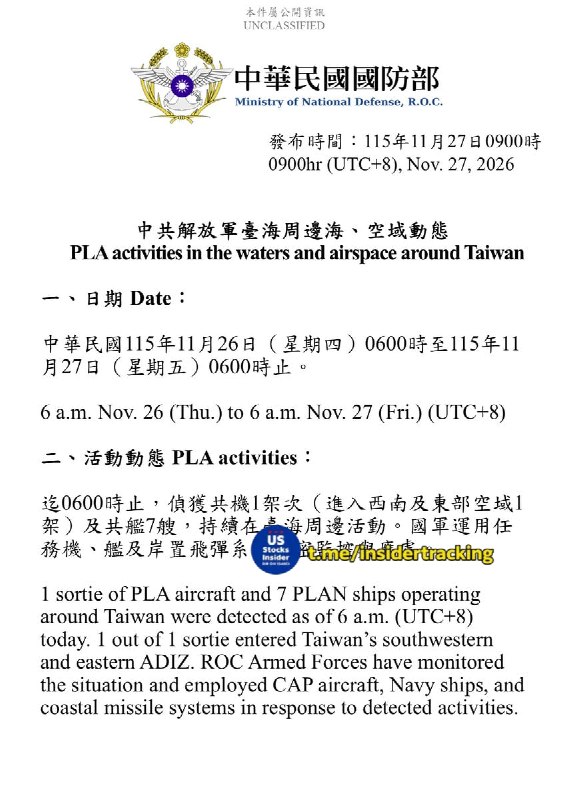 本件屬公開資訊
UNCLASSIFIED
中華民國國防部
Ministry of National Defense, R.O.C.
發布時間：115年11月27日0900時
0900hr (UTC+8), Nov. 27, 2026
中共解放軍臺海周邊海、空域動態
PLA activities in the waters and airspace around Taiwan
一、日期 Date：
中華民國115年11月26日（星期四）0600時至115年11
月27日（星期五）0600時止。
6 a.m. Nov. 26 (Thu.) to 6 a.m. Nov. 27 (Fri.) (UTC+8)
二、活動動態 PLA activities：
迄0600時止，偵獲共機1架次（進入西南及東部空域1
架）及共艦7艘，持續在臺海周邊活動。國軍運用任
務機、艦及岸置飛彈系
US
Stocks
Insider
t.me/insidertracking
1 sortie of PLA aircraft and 7 PLAN ships operating
around Taiwan were detected as of 6 a.m. (UTC+8)
today. 1 out of 1 sortie entered Taiwan’s southwestern
and eastern ADIZ. ROC Armed Forces have monitored
the situation and employed CAP aircraft, Navy ships, and
coastal missile systems in response to detected activities.